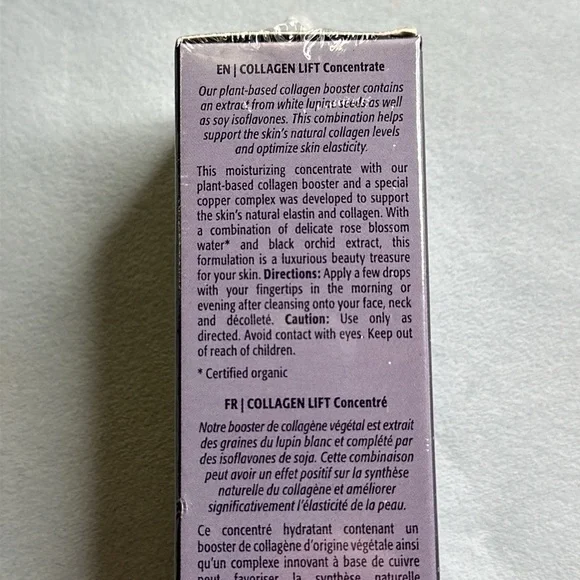 EN | COLLAGEN LIFT Concentrate
Our plant-based collagen booster contains
an extract from white lupine seeds as well
as soy isoflavones. This combination helps
support the skin's natural collagen levels
and optimize skin elasticity.
This moisturizing concentrate with our
plant-based collagen booster and a special
copper complex was developed to support
the skin's natural elastin and collagen. With
a combination of delicate rose blossom
water* and black orchid extract, this
formulation is a luxurious beauty treasure
for your skin. Directions: Apply a few drops
with your fingertips in the morning or
evening after cleansing onto your face, neck
and décolleté. Caution: Use only as
directed. Avoid contact with eyes. Keep out
of reach of children.
* Certified organic
FR | COLLAGEN LIFT Concentré
Notre booster de collagène végétal est extrait
des graines du lupin blanc et complété par
des isoflavones de soja. Cette combinaison
peut avoir un effet positif sur la synthèse
naturelle du collagène et améliorer
significativement l'élasticité de la peau.
Ce concentré hydratant contenant un
booster de collagène d'origine végétale ainsi
qu'un complexe innovant à base de cuivre
peut favoriser la synthèse naturelle